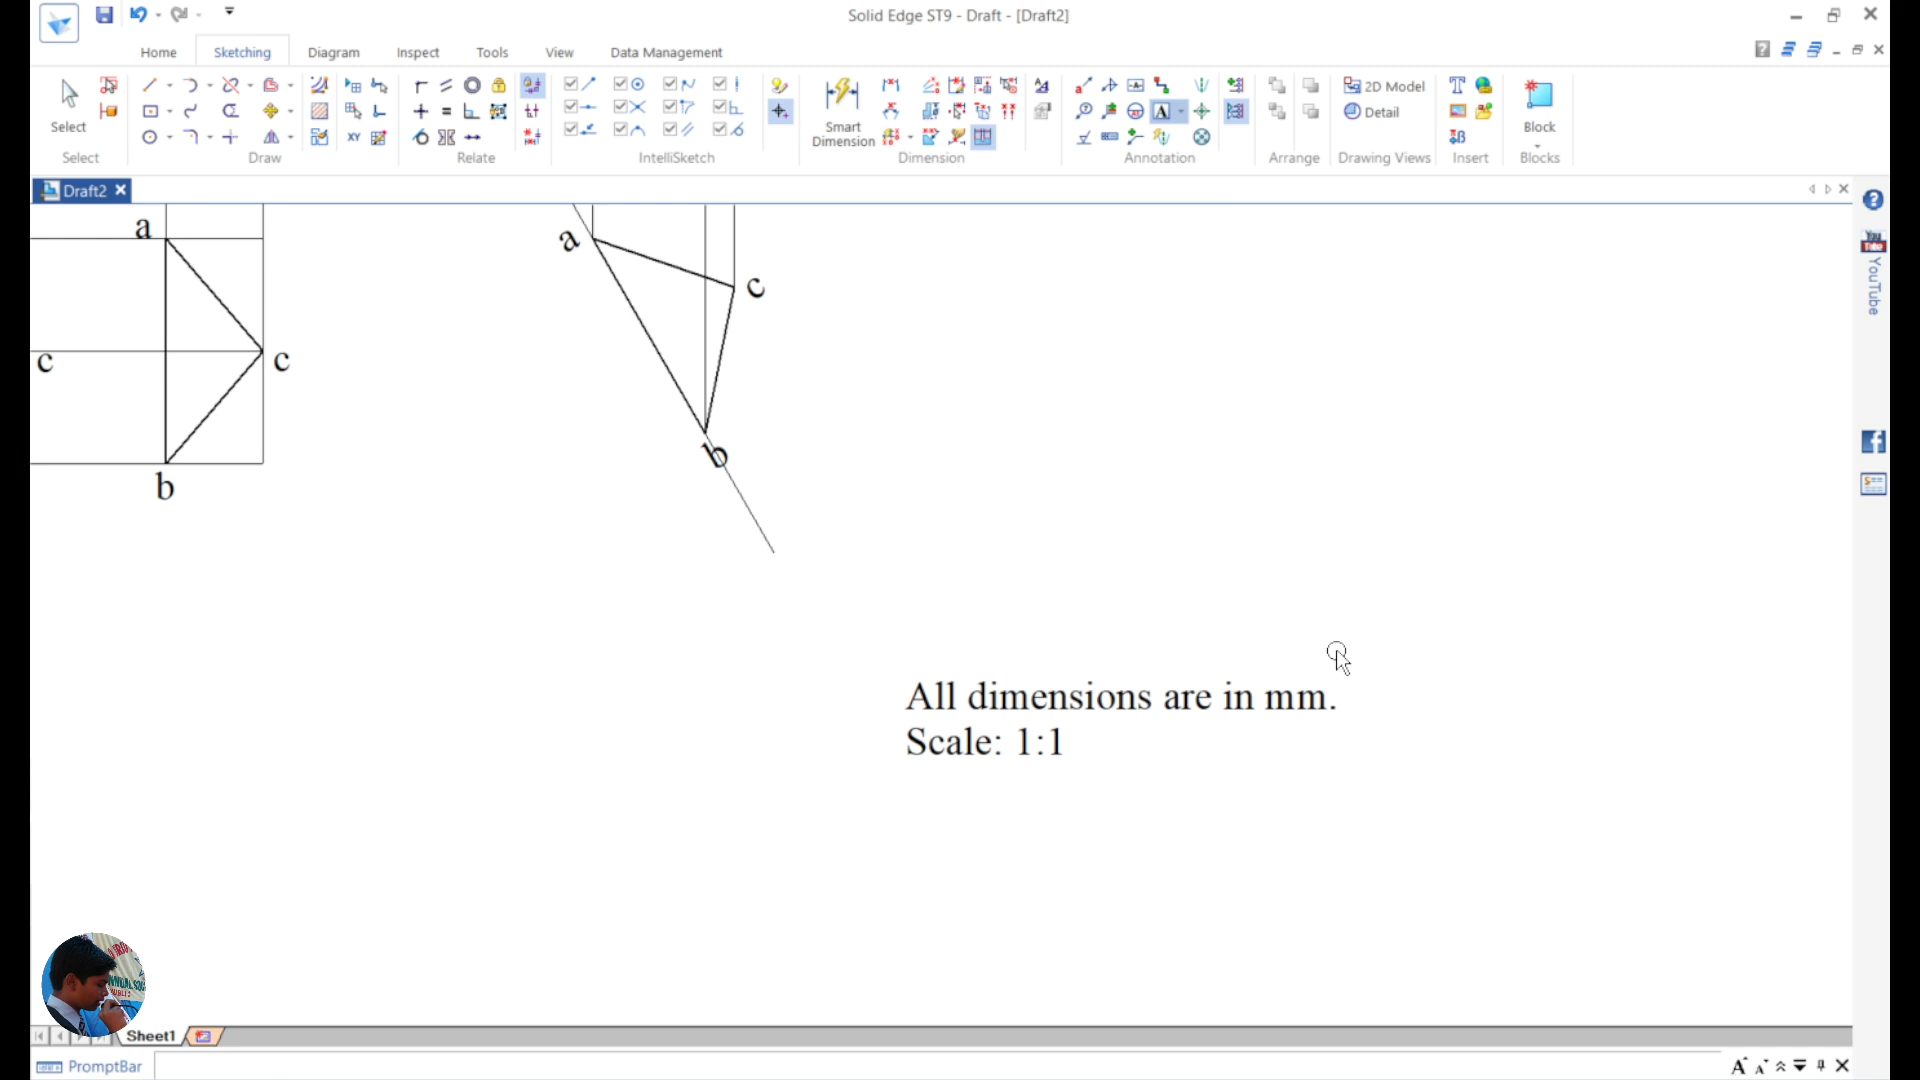 Solid Edge ST9 - Draft - [Draft2]
Home Sketching Diagram Inspect Tools View Data Management
Select
Smart Dimension
2D Model
Detail
Block
Select Draw Relate IntelliSketch Dimension Annotation Arrange Drawing Views Insert Blocks
Draft2
YouTube
a
a
c
c
c
b
b
All dimensions are in mm.
Scale: 1:1
Sheet1
PromptBar